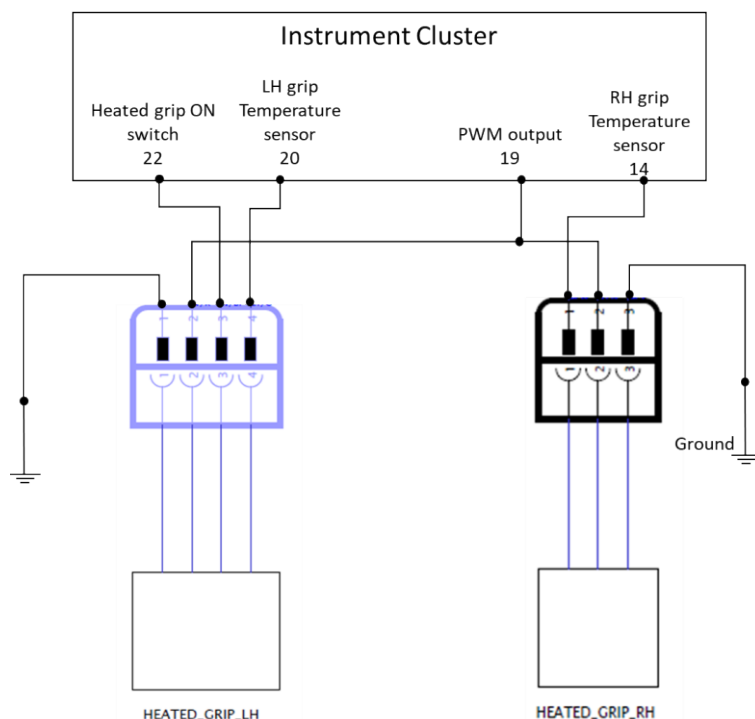 Instrument Cluster
Heated grip ON
switch
22
LH grip
Temperature
sensor
20
PWM output
19
RH grip
Temperature
sensor
14
1 2 3 4
1 2 3 4
1 2 3
1 2 3
Ground
HEATED_GRIP_LH
HEATED_GRIP_RH